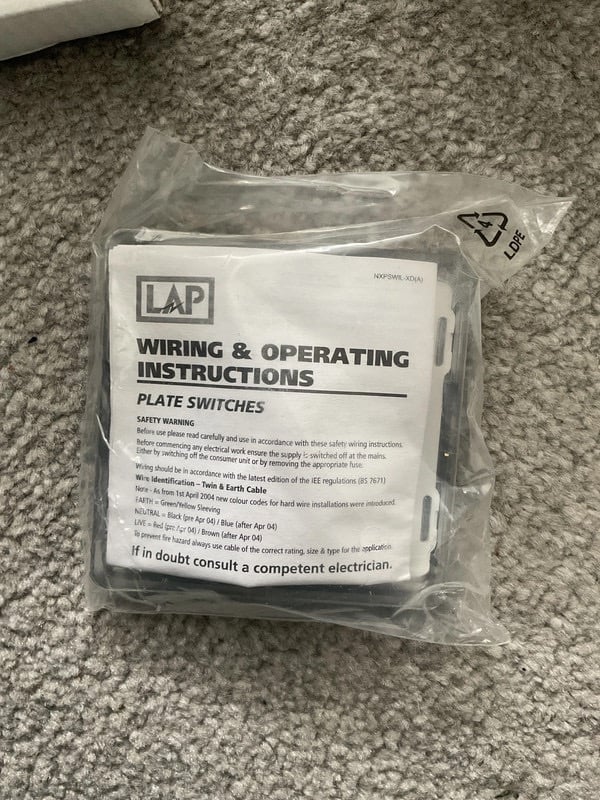 4
LDPE
NXPSWIL-XD(A)
LAP
WIRING & OPERATING
INSTRUCTIONS
PLATE SWITCHES
SAFETY WARNING
Before use please read carefully and use in accordance with these safety wiring instructions.
Before commencing any electrical work ensure the supply is switched off at the mains.
Either by switching off the consumer unit or by removing the appropriate fuse.
Wiring should be in accordance with the latest edition of the IEE regulations (BS 7671)
Wire Identification – Twin & Earth Cable
None - As from 1st April 2004 new colour codes for hard wire installations were introduced.
EARTH = Green/Yellow Sleeving
NEUTRAL = Black (pre Apr 04) / Blue (after Apr 04)
LIVE = Red (pre Apr 04) / Brown (after Apr 04)
To prevent fire hazard always use cable of the correct rating, size & type for the application.
If in doubt consult a competent electrician.